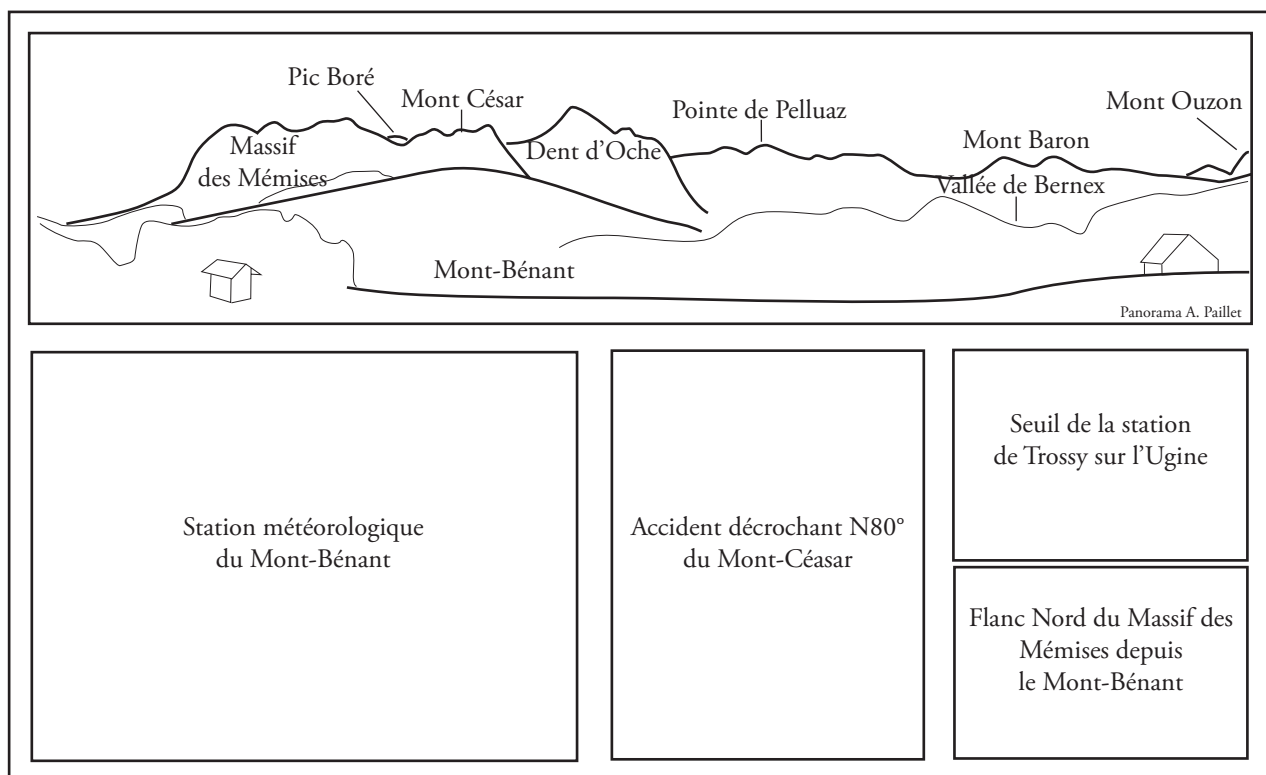 Pic Boré
Mont César
Pointe de Pelluaz
Mont Ouzon
Massif
des Mémises
Dent d’Oche
Mont Baron
Vallée de Bernex
Mont-Bénant
Panorama A. Paillet
Station météorologique
du Mont-Bénant
Accident décrochant N80°
du Mont-Céasar
Seuil de la station
de Trossy sur l’Ugine
Flanc Nord du Massif des
Mémises depuis
le Mont-Bénant